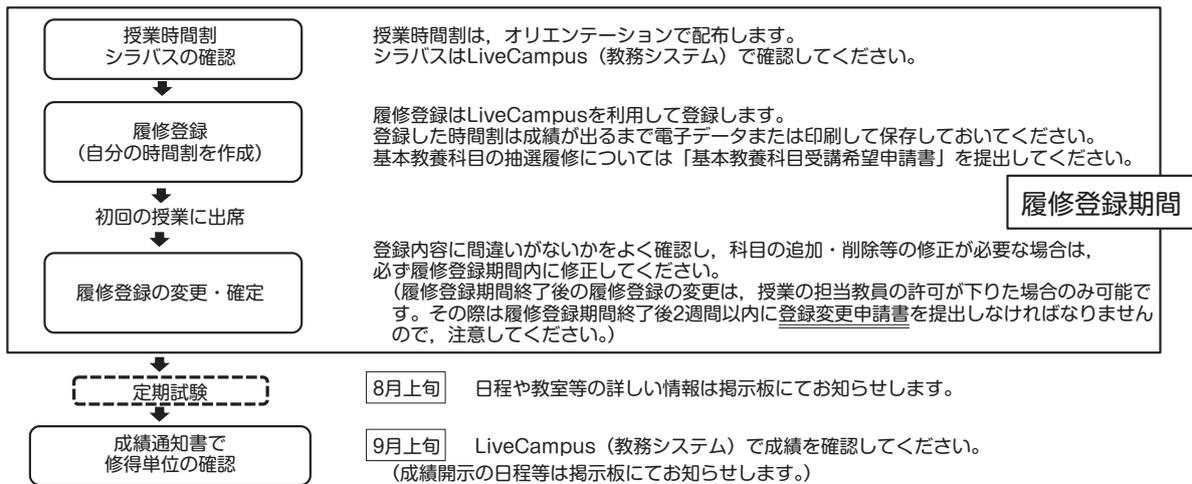 授業時間割
シラバスの確認
授業時間割は，オリエンテーションで配布します。
シラバスはLiveCampus（教務システム）で確認してください。
履修登録
（自分の時間割を作成）
履修登録はLiveCampusを利用して登録します。
登録した時間割は成績が出るまで電子データまたは印刷して保存しておいてください。
基本教養科目の抽選履修については「基本教養科目受講希望申請書」を提出してください。
履修登録期間
初回の授業に出席
履修登録の変更・確定
登録内容に間違いがないかをよく確認し，科目の追加・削除等の修正が必要な場合は，
必ず履修登録期間内に修正してください。
（履修登録期間終了後の履修登録の変更は，授業の担当教員の許可が下りた場合のみ可能で
す。その際は履修登録期間終了後2週間以内に登録変更申請書を提出しなければなりません
ので，注意してください。）
定期試験
8月上旬　日程や教室等の詳しい情報は掲示板にてお知らせします。
成績通知書で
修得単位の確認
9月上旬　LiveCampus（教務システム）で成績を確認してください。
（成績開示の日程等は掲示板にてお知らせします。）